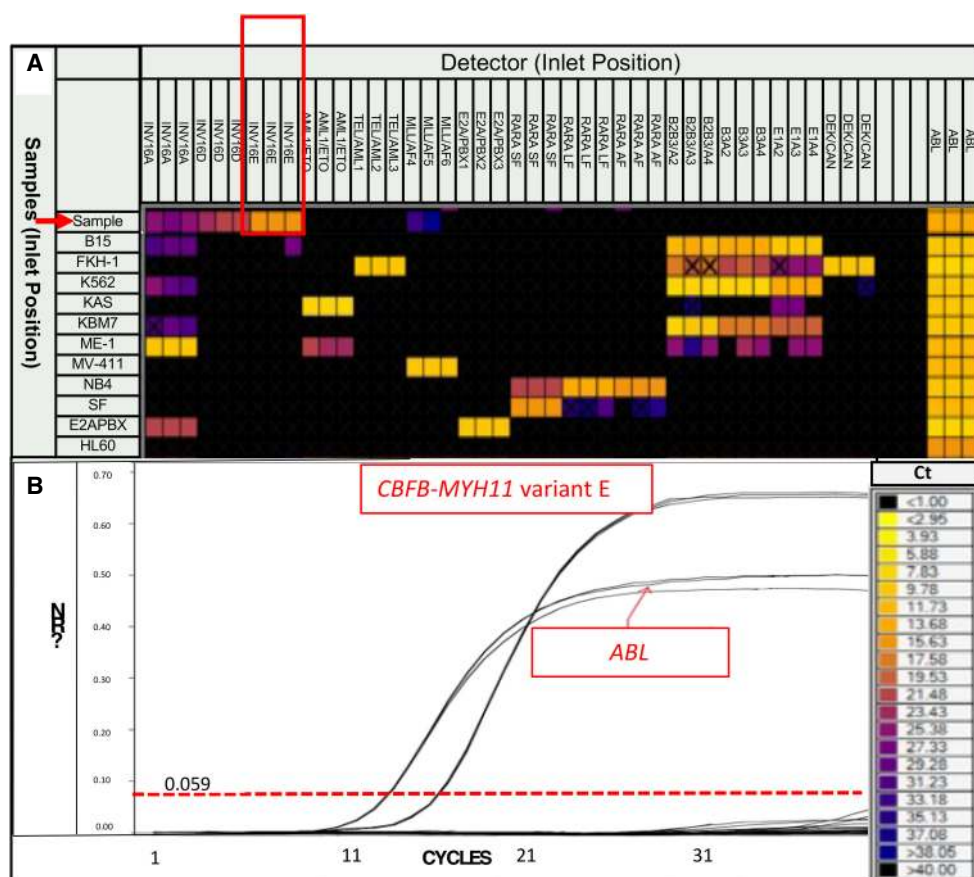 A
Detector (Inlet Position)
Samples (Inlet Position)
INV16A
INV16A
INV16A
INV16D
INV16D
INV16D
INV16E
INV16E
INV16E
AML1/ETO
AML1/ETO
AML1/ETO
TEL/AML1
TEL/AML2
TEL/AML3
MLL/AF4
MLL/AF5
MLL/AF6
E2A/PBX1
E2A/PBX2
E2A/PBX3
RARA SF
RARA SF
RARA SF
RARA LF
RARA LF
RARA LF
RARA AF
RARA AF
RARA AF
B2B3/A2
B2B3/A3
B2B3/A4
B3A2
B3A3
B3A4
E1A2
E1A3
E1A4
DEK/CAN
DEK/CAN
DEK/CAN
ABL
ABL
ABL
Sample
B15
FKH-1
K562
KAS
KBM7
ME-1
MV-411
NB4
SF
E2APBX
HL60
B
CBFB-MYH11 variant E
ABL
0.059
0.70
0.60
0.50
0.40
0.30
0.20
0.10
0.00
1
11
CYCLES
21
31
Ct
<1.00
<2.95
3.93
5.88
7.83
9.78
11.73
13.68
15.63
17.58
19.53
21.48
23.43
25.38
27.33
29.28
31.23
33.18
35.13
37.08
>38.05
>40.00